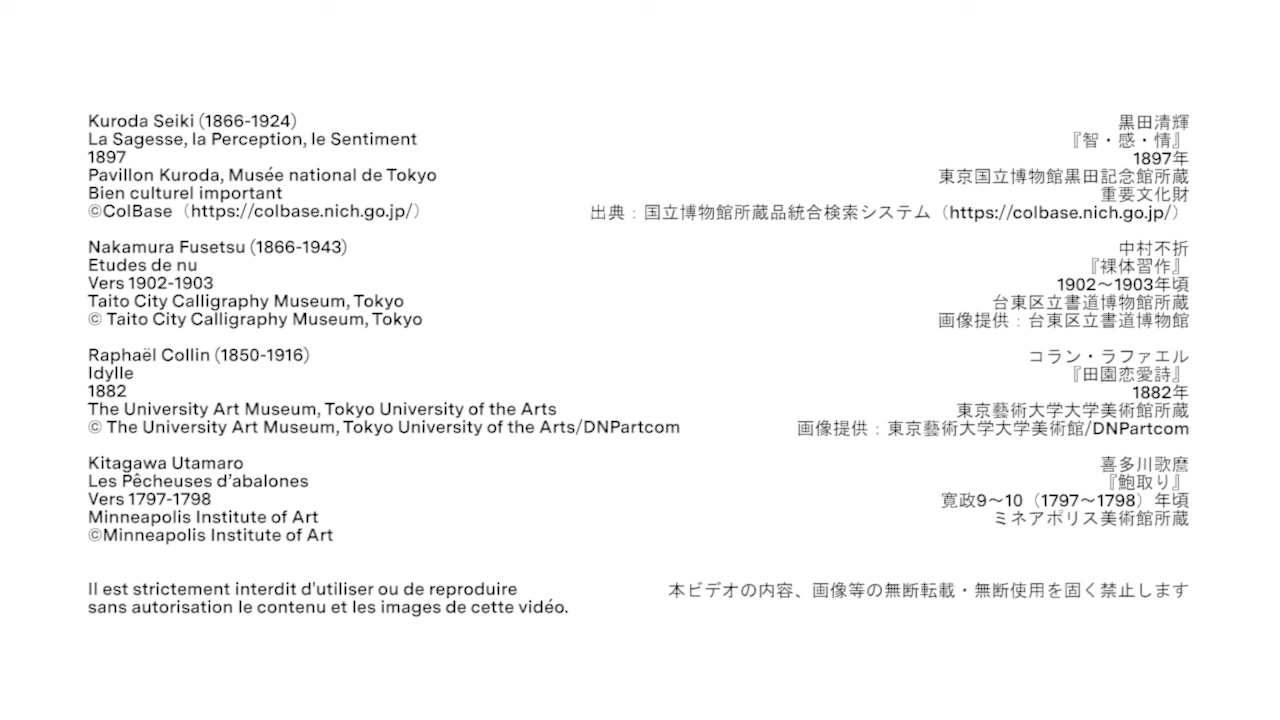 Kuroda Seiki (1866-1924)
La Sagesse, la Perception, le Sentiment
1897
Pavillon Kuroda, Musée national de Tokyo
Bien culturel important
©ColBase（https://colbase.nich.go.jp/）
Nakamura Fusetsu (1866-1943)
Etudes de nu
Vers 1902-1903
Taito City Calligraphy Museum, Tokyo
© Taito City Calligraphy Museum, Tokyo
Raphaël Collin (1850-1916)
Idylle
1882
The University Art Museum, Tokyo University of the Arts
© The University Art Museum, Tokyo University of the Arts/DNPartcom
Kitagawa Utamaro
Les Pêcheuses d’abalones
Vers 1797-1798
Minneapolis Institute of Art
©Minneapolis Institute of Art
Il est strictement interdit d'utiliser ou de reproduire
sans autorisation le contenu et les images de cette vidéo.
黒田清輝
『智・感・情』
1897年
東京国立博物館黒田記念館所蔵
重要文化財
出典：国立博物館所蔵品統合検索システム（https://colbase.nich.go.jp/）
中村不折
『裸体習作』
1902〜1903年頃
台東区立書道博物館所蔵
画像提供：台東区立書道博物館
コラン・ラファエル
『田園恋愛詩』
1882年
東京藝術大学大学美術館所蔵
画像提供：東京藝術大学大学美術館/DNPartcom
喜多川歌麿
『鮑取り』
寛政9〜10（1797〜1798）年頃
ミネアポリス美術館所蔵
本ビデオの内容、画像等の無断転載・無断使用を固く禁止します